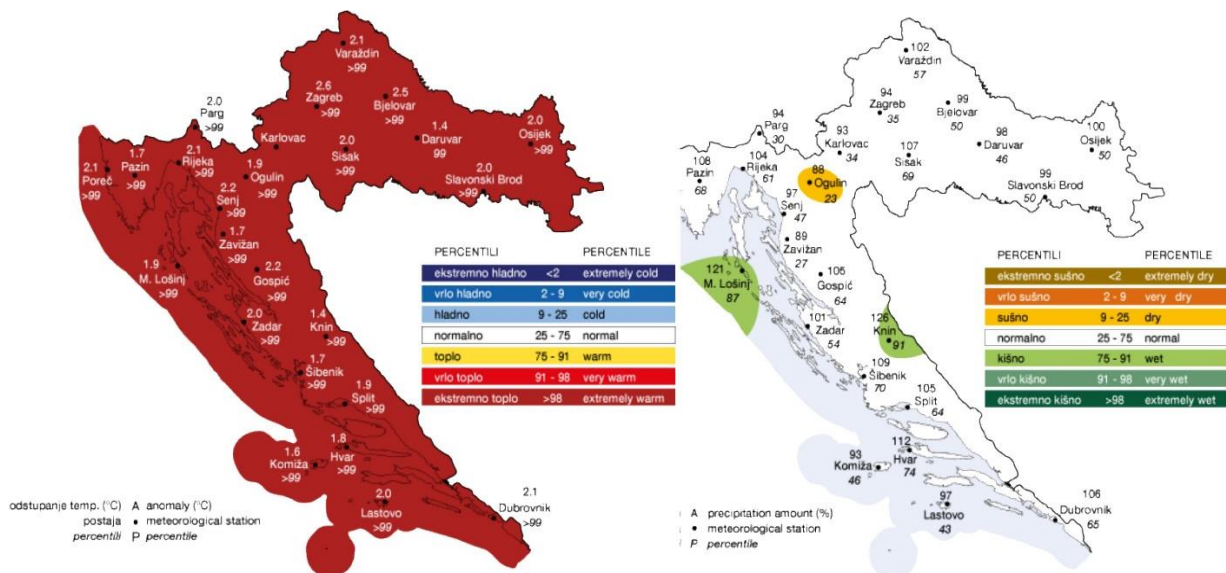 2.1
Varaždin
>99
2.6
Zagreb
>99
2.5
Bjelovar
>99
2.0
Parg
>99
Karlovac
2.0
Sisak
>99
1.4
Daruvar
99
2.0
Osijek
>99
2.1
Poreč
>99
1.7
Pazin
>99
2.1
Rijeka
>99
1.9
Ogulin
>99
2.0
Slavonski Brod
>99
2.2
Senj
>99
1.7
Zavižan
>99
1.9
M. Lošinj
>99
2.2
Gospić
>99
2.0
Zadar
>99
1.4
Knin
>99
1.7
Šibenik
>99
1.9
Split
>99
1.8
Hvar
>99
1.6
Komiža
>99
2.0
Lastovo
>99
2.1
Dubrovnik
>99
PERCENTILI PERCENTILE
ekstremno hladno <2 extremely cold
vrlo hladno 2 - 9 very cold
hladno 9 - 25 cold
normalno 25 - 75 normal
toplo 75 - 91 warm
vrlo toplo 91 - 98 very warm
ekstremno toplo >98 extremely warm
odstupanje temp. (°C) A anomaly (°C)
postaja meteorological station
percentili P percentile
102
Varaždin
57
94
Zagreb
35
99
Bjelovar
50
94
Parg
30
93
Karlovac
34
107
Sisak
69
98
Daruvar
46
100
Osijek
50
108
Pazin
68
104
Rijeka
61
88
Ogulin
23
99
Slavonski Brod
50
97
Senj
47
89
Zavižan
27
121
M. Lošinj
87
105
Gospić
64
101
Zadar
54
126
Knin
91
109
Šibenik
70
105
Split
64
112
Hvar
74
93
Komiža
46
97
Lastovo
43
106
Dubrovnik
65
PERCENTILI PERCENTILE
ekstremno sušno <2 extremely dry
vrlo sušno 2 - 9 very dry
sušno 9 - 25 dry
normalno 25 - 75 normal
kišno 75 - 91 wet
vrlo kišno 91 - 98 very wet
ekstremno kišno >98 extremely wet
A precipitation amount (%)
meteorological station
P percentile